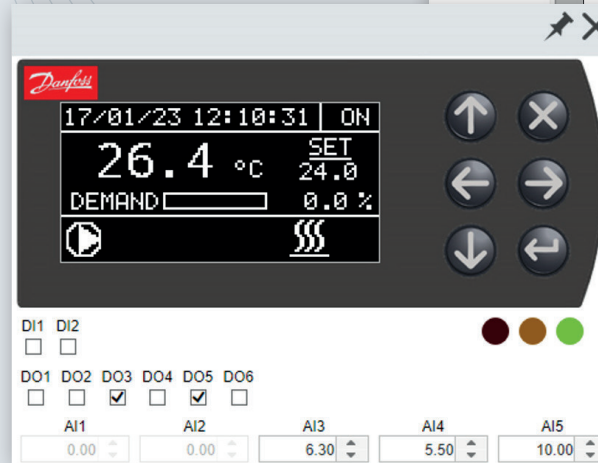 Danfoss
17/01/23 12:10:31 ON
26.4 °C
SET
24.0
DEMAND 0.0 %
DI1 DI2
DO1 DO2 DO3 DO4 DO5 DO6
AI1 AI2 AI3 AI4 AI5
0.00 0.00 6.30 5.50 10.00